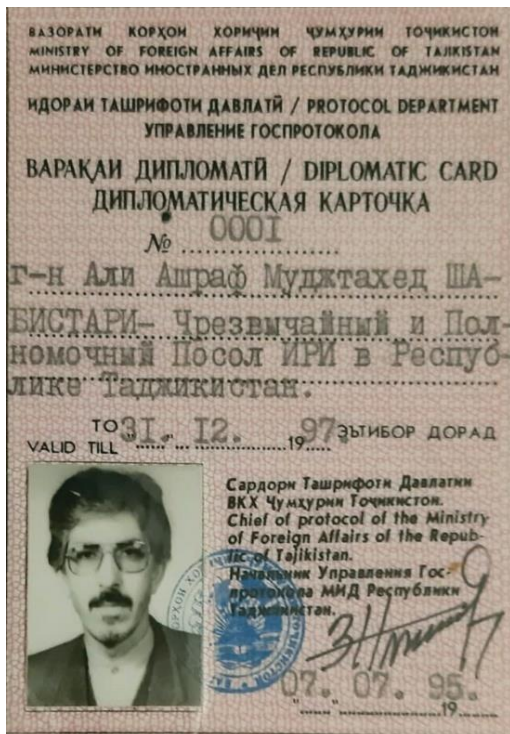 ВАЗОРАТИ КОРҲОИ ХОРИҶИИ ҶУМҲУРИИ ТОҶИКИСТОН
MINISTRY OF FOREIGN AFFAIRS OF REPUBLIC OF TAJIKISTAN
МИНИСТЕРСТВО ИНОСТРАННЫХ ДЕЛ РЕСПУБЛИКИ ТАДЖИКИСТАН
ИДОРАИ ТАШРИФОТИ ДАВЛАТӢ / PROTOCOL DEPARTMENT
УПРАВЛЕНИЕ ГОСПРОТОКОЛА
ВАРАҚАИ ДИПЛОМАТӢ / DIPLOMATIC CARD
ДИПЛОМАТИЧЕСКАЯ КАРТОЧКА
№ 0001
г-н Али Ашраф Муджтахед ША-
БИСТАРИ- Чрезвычайный и Пол-
номочный Посол ИРИ в Респуб-
лике Таджикистан.
ТО
VALID TILL "31." 12. 1997. ЭЪТИБОР ДОРАД
Сардори Ташрифоти Давлатии
ВКХ Ҷумҳурии Тоҷикистон.
Chief of protocol of the Ministry
of Foreign Affairs of the Repub-
lic of Tajikistan.
Начальник Управления Гос-
протокола МИД Республики
Таджикистан.
07. 07. 95.
"....." ............ 19.....